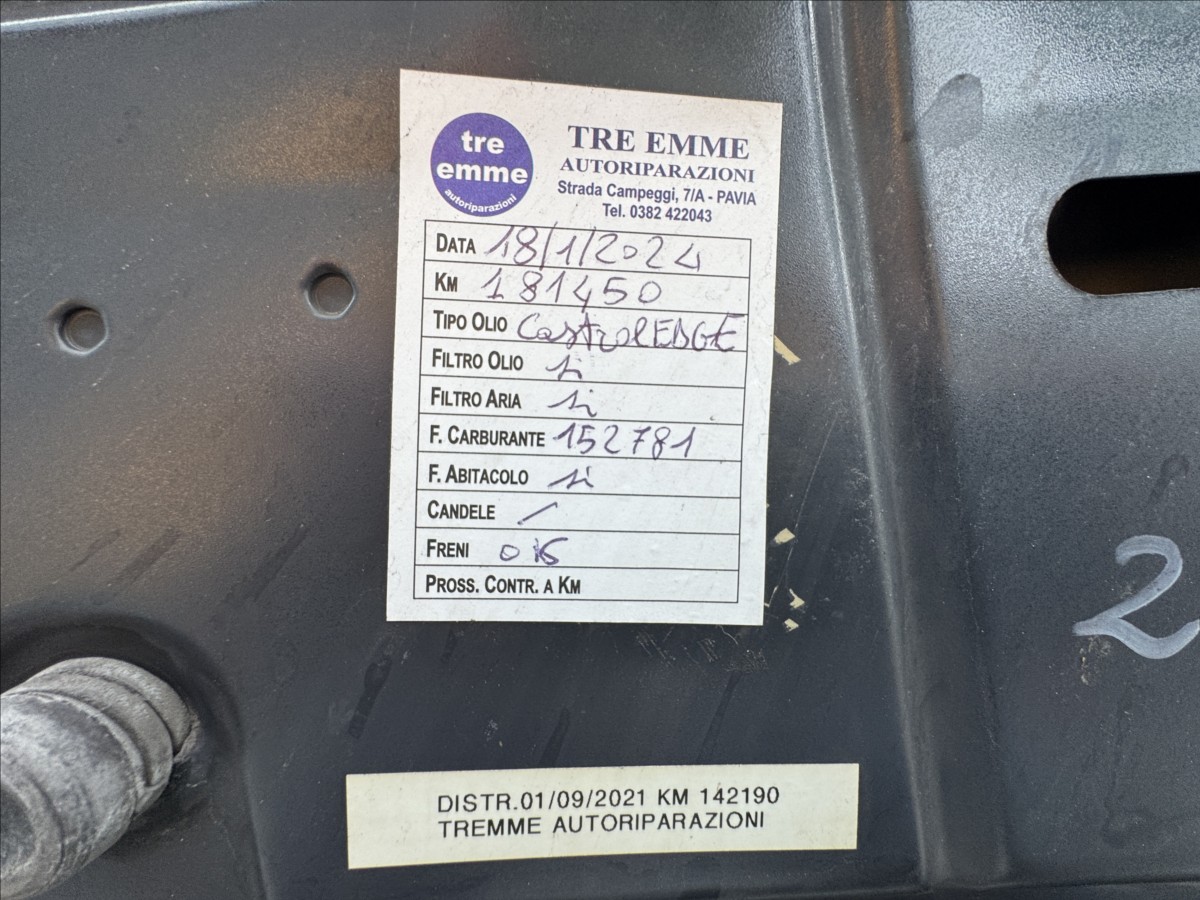 tre
emme
autoriparazioni
TRE EMME
AUTORIPARAZIONI
Strada Campeggi, 7/A - PAVIA
Tel. 0382 422043
DATA 18/1/2024
KM 181450
TIPO OLIO Castrol EDGE
FILTRO OLIO si
FILTRO ARIA si
F. CARBURANTE 152781
F. ABITACOLO si
CANDELE /
FRENI OK
PROSS. CONTR. A KM
2
DISTR.01/09/2021 KM 142190
TREMME AUTORIPARAZIONI